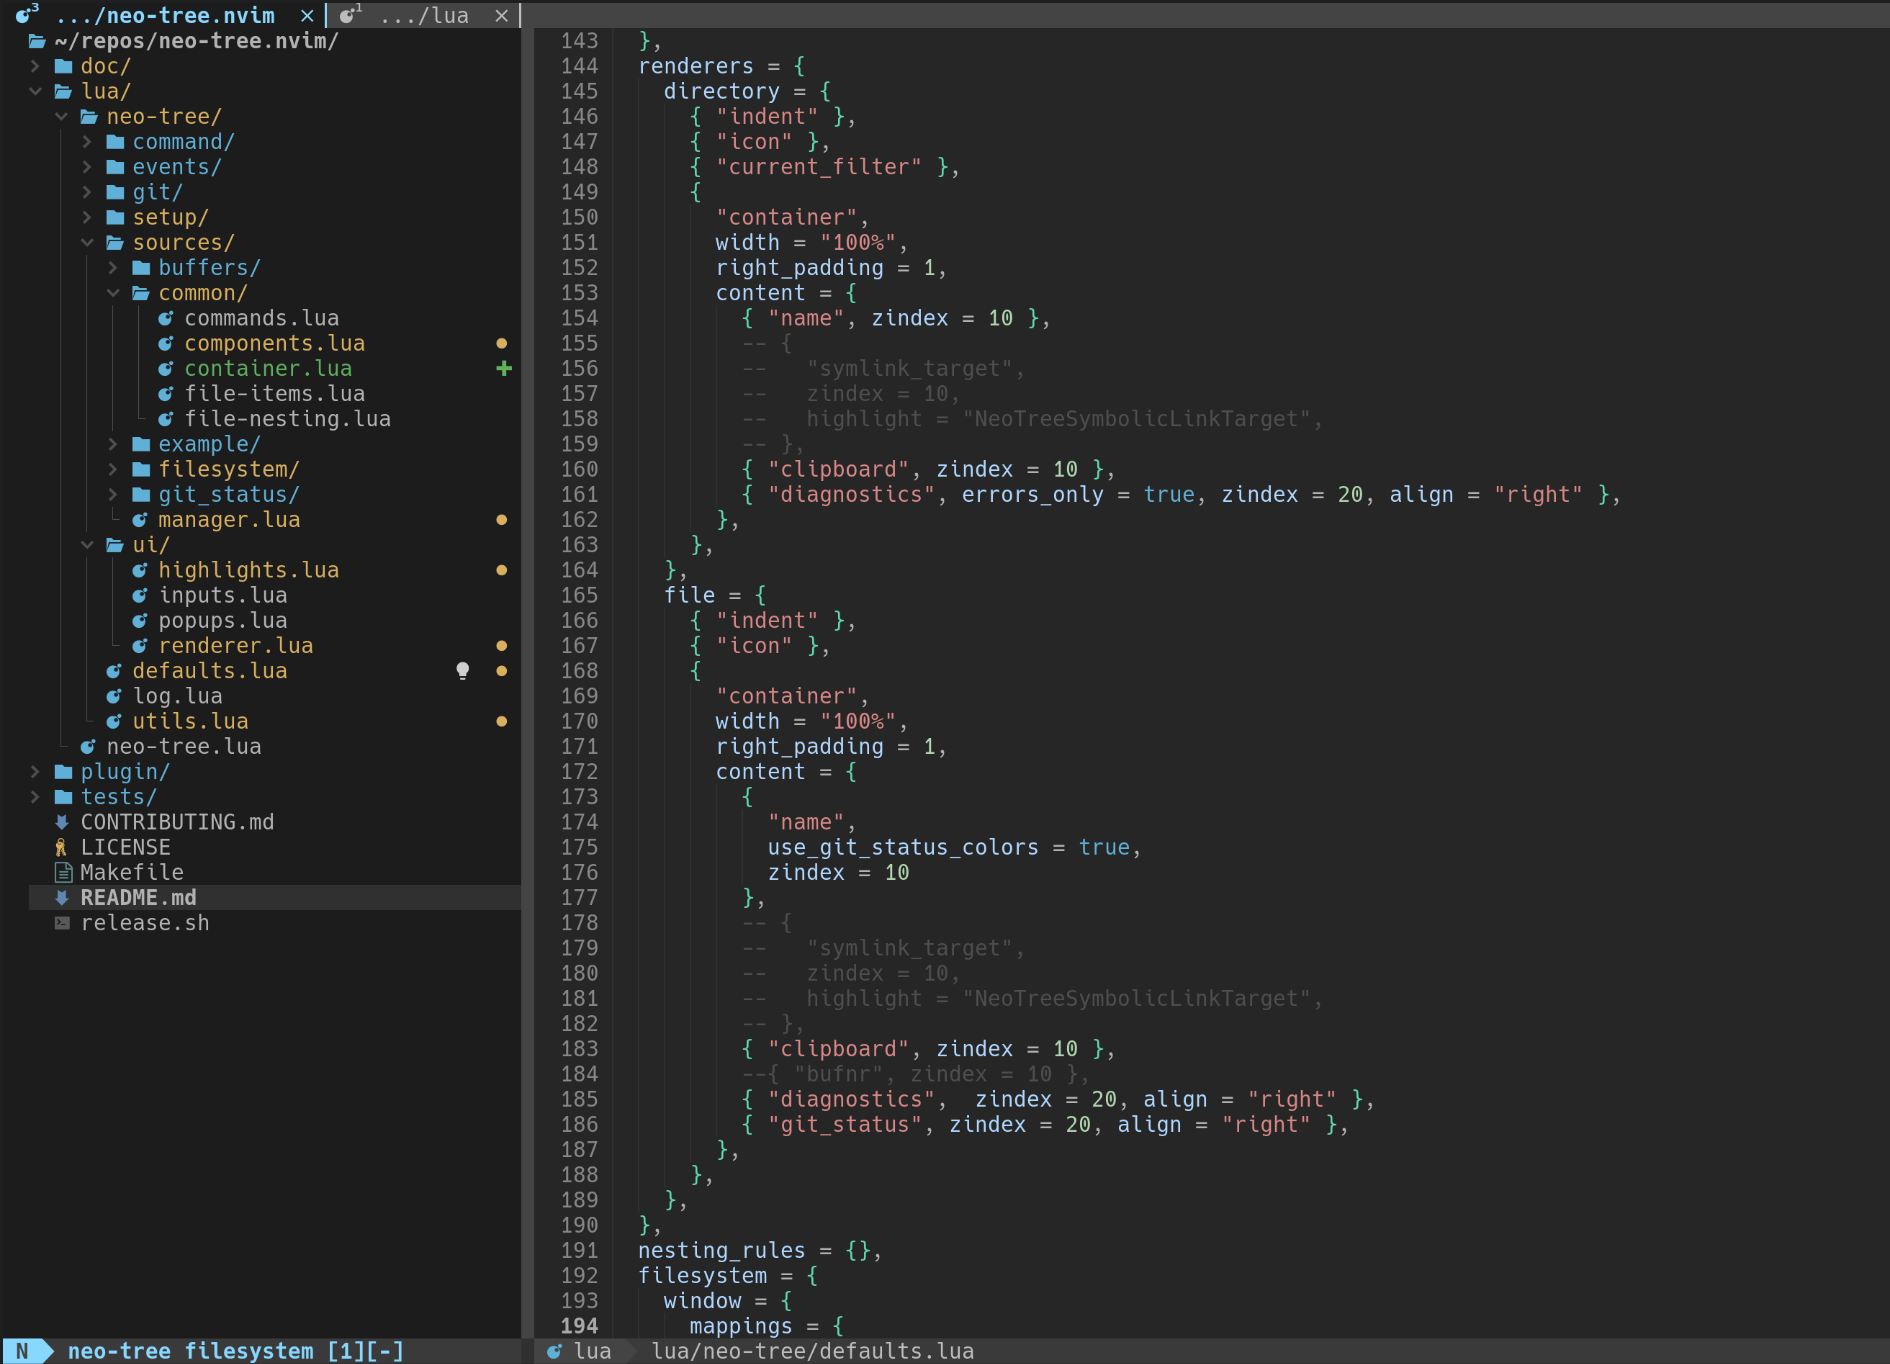 3 .../neo-tree.nvim × 1 .../lua ×
~/repos/neo-tree.nvim/
doc/
lua/
neo-tree/
command/
events/
git/
setup/
sources/
buffers/
common/
commands.lua
components.lua
container.lua
file-items.lua
file-nesting.lua
example/
filesystem/
git_status/
manager.lua
ui/
highlights.lua
inputs.lua
popups.lua
renderer.lua
defaults.lua
log.lua
utils.lua
neo-tree.lua
plugin/
tests/
CONTRIBUTING.md
LICENSE
Makefile
README.md
release.sh
143 },
144 renderers = {
145 directory = {
146 { "indent" },
147 { "icon" },
148 { "current_filter" },
149 {
150 "container",
151 width = "100%",
152 right_padding = 1,
153 content = {
154 { "name", zindex = 10 },
155 -- {
156 --   "symlink_target",
157 --   zindex = 10,
158 --   highlight = "NeoTreeSymbolicLinkTarget",
159 -- },
160 { "clipboard", zindex = 10 },
161 { "diagnostics", errors_only = true, zindex = 20, align = "right" },
162 },
163 },
164 },
165 file = {
166 { "indent" },
167 { "icon" },
168 {
169 "container",
170 width = "100%",
171 right_padding = 1,
172 content = {
173 {
174 "name",
175 use_git_status_colors = true,
176 zindex = 10
177 },
178 -- {
179 --   "symlink_target",
180 --   zindex = 10,
181 --   highlight = "NeoTreeSymbolicLinkTarget",
182 -- },
183 { "clipboard", zindex = 10 },
184 --{ "bufnr", zindex = 10 },
185 { "diagnostics",  zindex = 20, align = "right" },
186 { "git_status", zindex = 20, align = "right" },
187 },
188 },
189 },
190 },
191 nesting_rules = {},
192 filesystem = {
193 window = {
194 mappings = {
N neo-tree filesystem [1][-] lua lua/neo-tree/defaults.lua